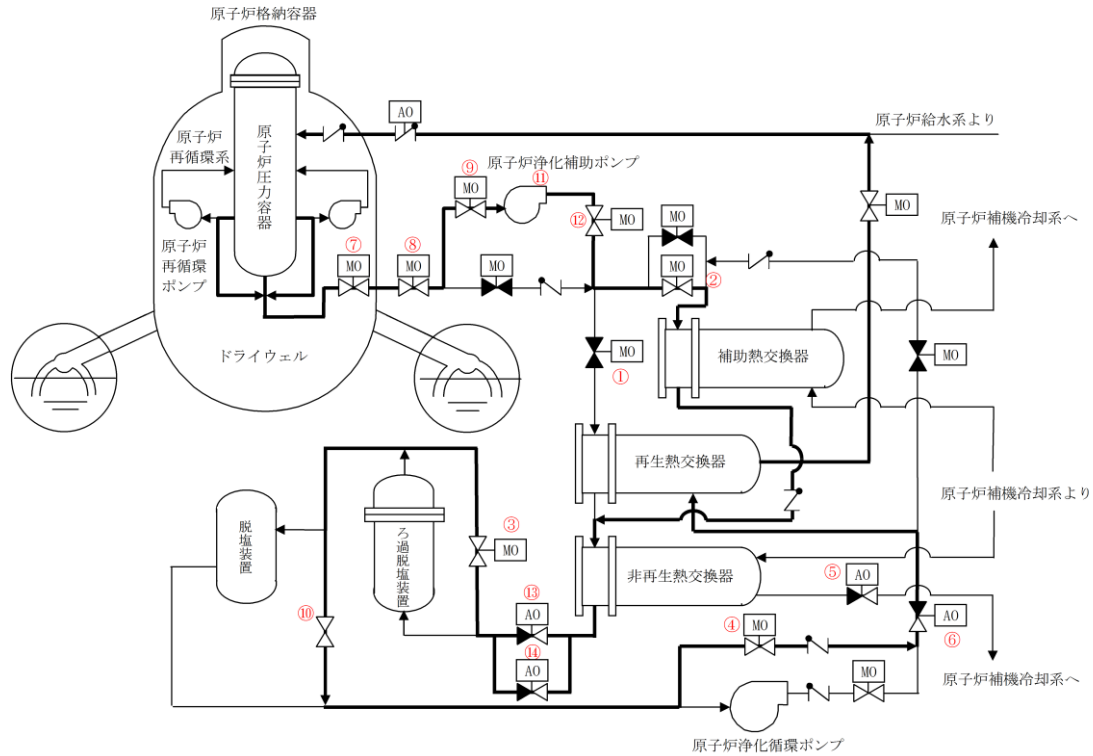 原子炉格納容器
AO
原子炉給水系より
原子炉
再循環系
原子炉圧力容器
原子炉浄化補助ポンプ
⑨
MO
⑪
⑫
MO
MO
MO
原子炉補機冷却系へ
原子炉
再循環
ポンプ
⑦
MO
⑧
MO
MO
MO
②
ドライウェル
①
MO
補助熱交換器
MO
再生熱交換器
原子炉補機冷却系より
脱塩装置
ろ過脱塩装置
③
MO
非再生熱交換器
⑤
AO
⑬
AO
⑩
④
MO
AO
⑥
⑭
AO
MO
原子炉補機冷却系へ
原子炉浄化循環ポンプ